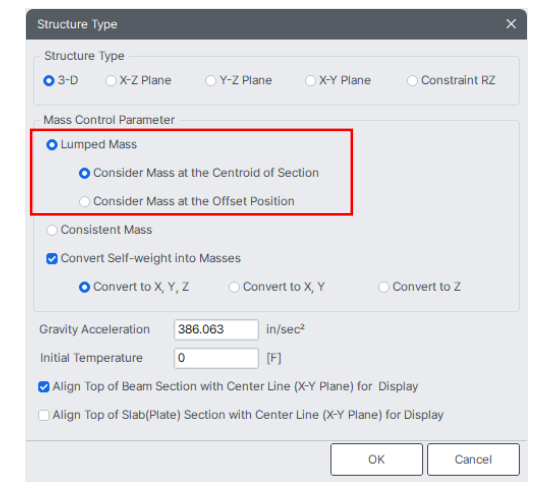 Structure Type
Structure Type
3-D X-Z Plane Y-Z Plane X-Y Plane Constraint RZ
Mass Control Parameter
Lumped Mass
Consider Mass at the Centroid of Section
Consider Mass at the Offset Position
Consistent Mass
Convert Self-weight into Masses
Convert to X, Y, Z Convert to X, Y Convert to Z
Gravity Acceleration 386.063 in/sec²
Initial Temperature 0 [F]
Align Top of Beam Section with Center Line (X-Y Plane) for Display
Align Top of Slab(Plate) Section with Center Line (X-Y Plane) for Display
OK Cancel